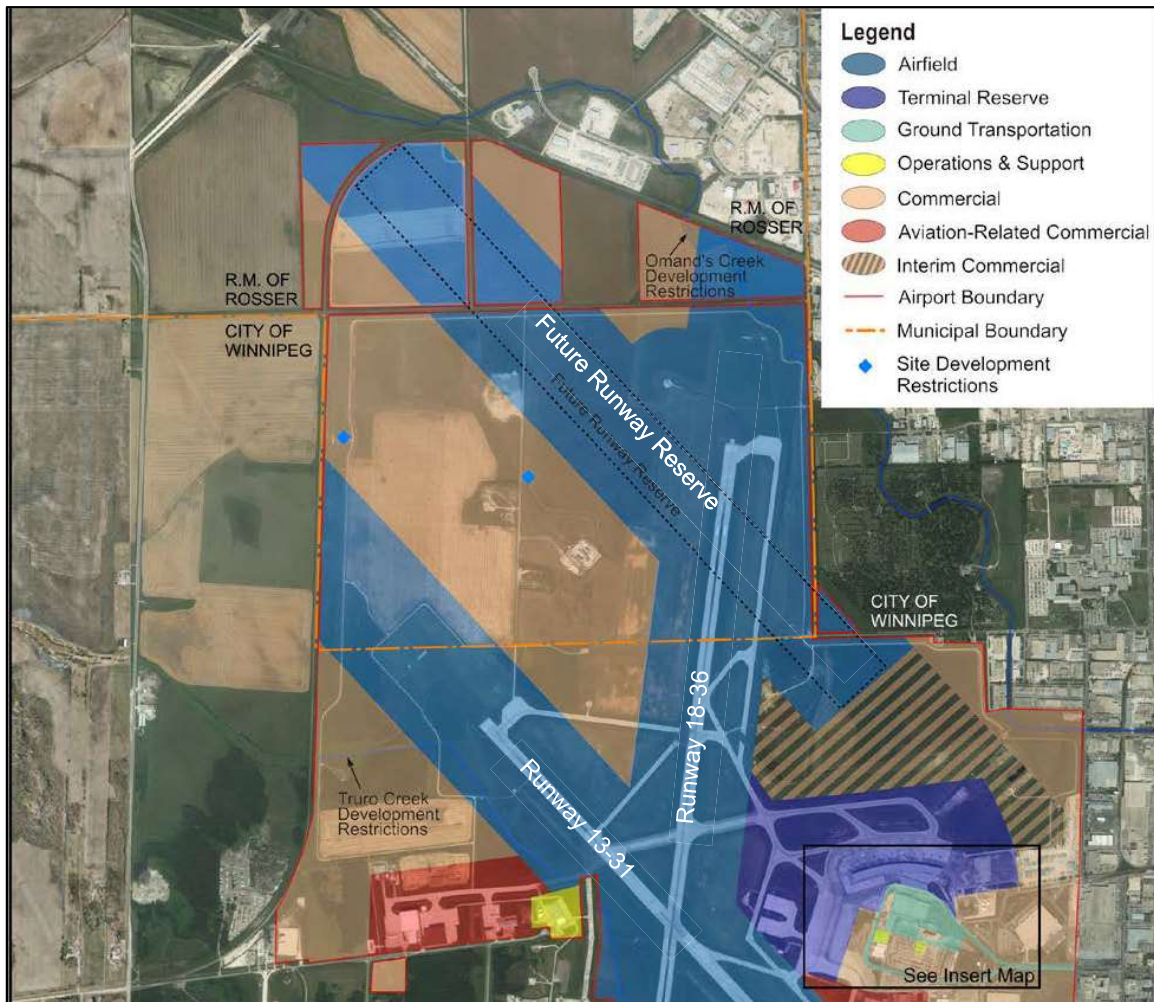 Legend
Airfield
Terminal Reserve
Ground Transportation
Operations & Support
Commercial
Aviation-Related Commercial
Interim Commercial
Airport Boundary
Municipal Boundary
Site Development
Restrictions
R.M. OF
ROSSER
Omand's Creek
Development
Restrictions
R.M. OF
ROSSER
CITY OF
WINNIPEG
Future Runway Reserve
Future Runway Reserve
CITY OF
WINNIPEG
Runway 18-36
Truro Creek
Development
Restrictions
Runway 13-31
See Insert Map